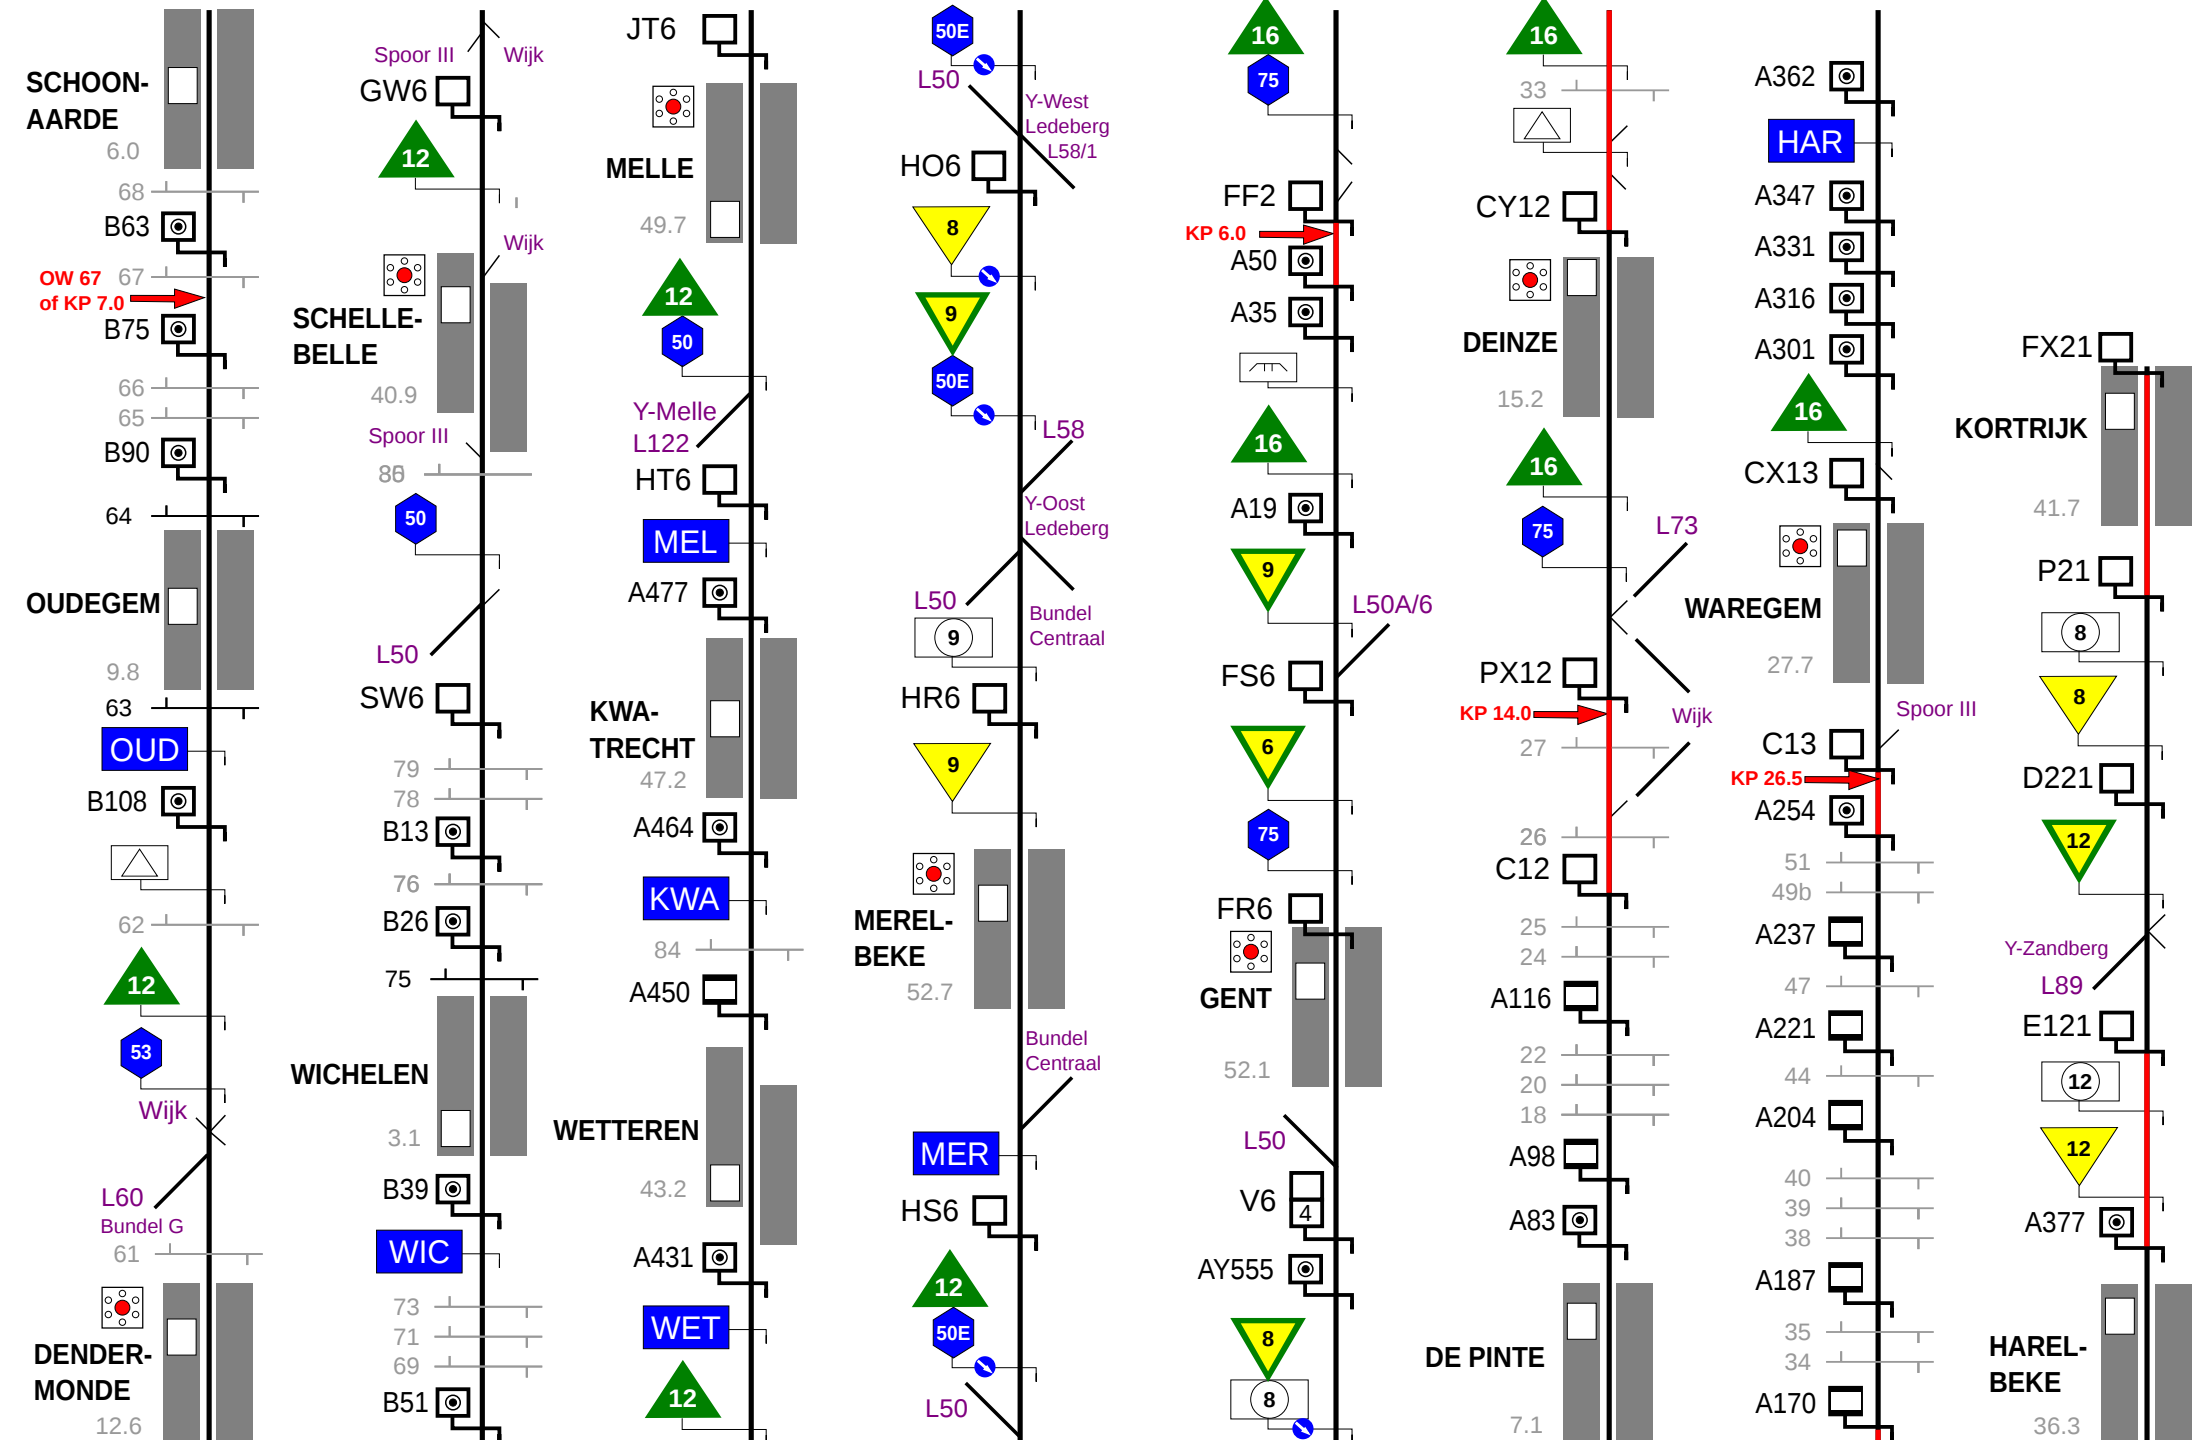 SCHOON-
AARDE
6.0
68
B63
OW 67
of KP 7.0
67
B75
66
65
B90
64
OUDEGEM
9.8
63
OUD
B108
62
12
53
Wijk
L60
Bundel G
61
DENDER-
MONDE
12.6
Spoor III
Wijk
GW6
12
Wijk
SCHELLE-
BELLE
40.9
Spoor III
50
L50
SW6
79
78
B13
76
B26
75
WICHELEN
3.1
B39
WIC
73
71
69
B51
JT6
MELLE
49.7
12
50
Y-Melle
L122
HT6
MEL
A477
KWA-
TRECHT
47.2
A464
KWA
84
A450
WETTEREN
43.2
A431
WET
12
50E
L50
Y-West
Ledeberg
L58/1
HO6
8
9
50E
L58
Y-Oost
Ledeberg
L50
Bundel
Centraal
9
HR6
9
MEREL-
BEKE
52.7
Bundel
Centraal
MER
HS6
12
50E
L50
16
75
FF2
KP 6.0
A50
A35
16
A19
9
L50A/6
FS6
6
75
FR6
GENT
52.1
L50
V6
4
AY555
8
8
16
33
CY12
DEINZE
15.2
16
75
L73
PX12
KP 14.0
Wijk
27
26
C12
25
24
A116
22
20
18
A98
A83
DE PINTE
7.1
A362
HAR
A347
A331
A316
A301
16
CX13
WAREGEM
27.7
Spoor III
C13
KP 26.5
A254
51
49b
A237
47
A221
44
A204
40
39
38
A187
35
34
A170
FX21
KORTRIJK
41.7
P21
8
8
D221
12
Y-Zandberg
L89
E121
12
12
A377
HAREL-
BEKE
36.3